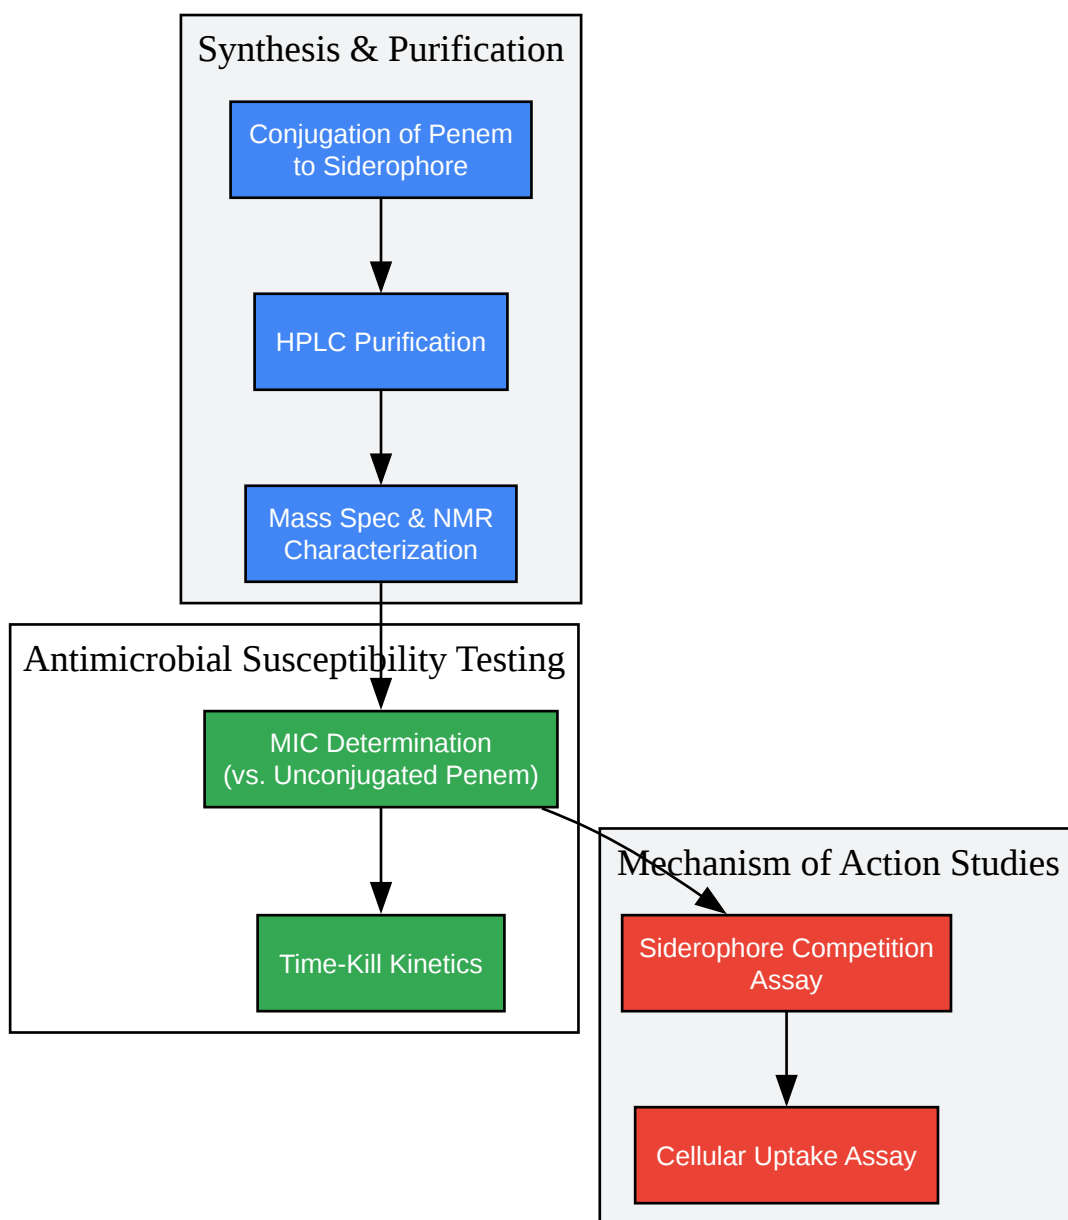 Synthesis & Purification
Conjugation of Penem
to Siderophore
HPLC Purification
Mass Spec & NMR
Characterization
Antimicrobial Susceptibility Testing
MIC Determination
(vs. Unconjugated Penem)
Time-Kill Kinetics
Mechanism of Action Studies
Siderophore Competition
Assay
Cellular Uptake Assay